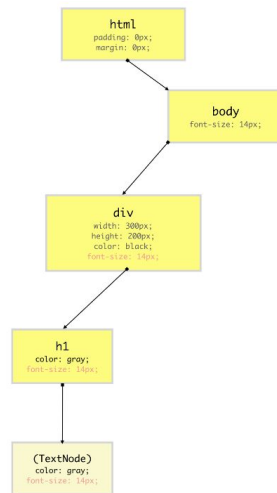 html
padding: 0px;
margin: 0px;
body
font-size: 14px;
div
width: 300px;
height: 200px;
color: black;
font-size: 14px;
h1
color: gray;
font-size: 14px;
(TextNode)
color: gray;
font-size: 14px;